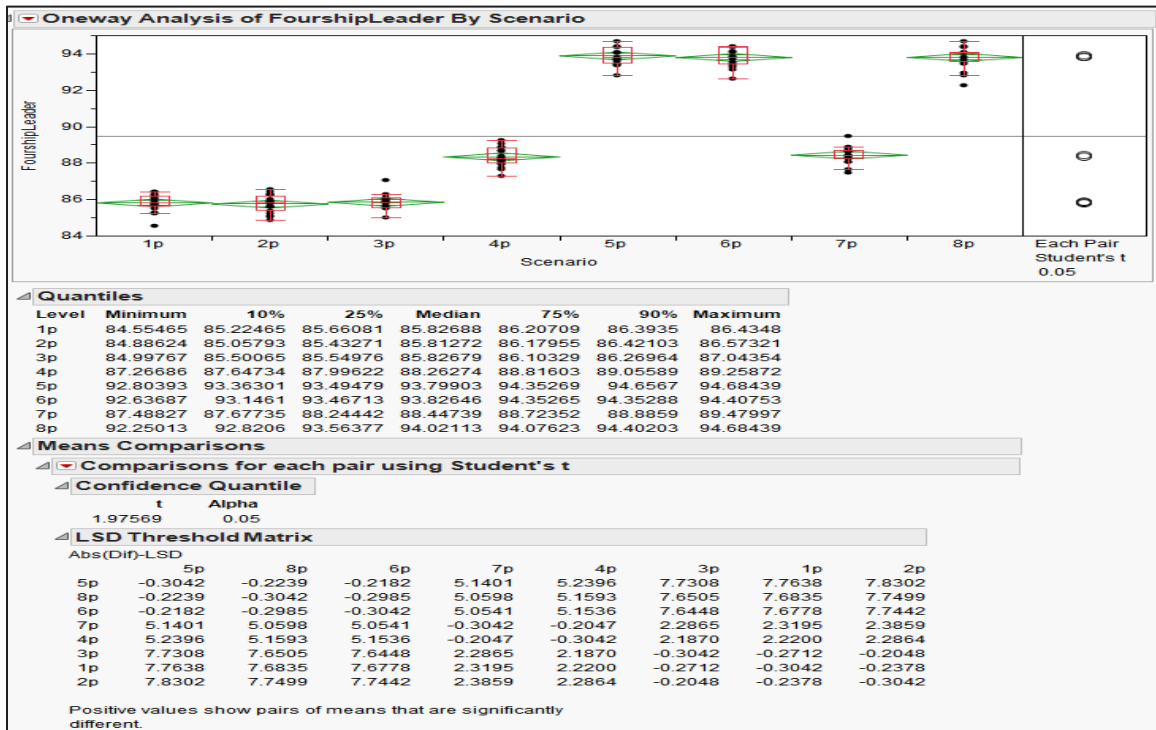 Oneway Analysis of FourshipLeader By Scenario
94
92
90
88
86
84
FourshipLeader
1p 2p 3p 4p 5p 6p 7p 8p
Scenario
Each Pair
Student's t
0.05
Quantiles
Level Minimum 10% 25% Median 75% 90% Maximum
1p 84.55465 85.22465 85.66081 85.82688 86.20709 86.3935 86.4348
2p 84.88624 85.05793 85.43271 85.81272 86.17955 86.42103 86.57321
3p 84.99767 85.50065 85.54976 85.82679 86.10329 86.26964 87.04354
4p 87.26686 87.64734 87.99622 88.26274 88.81603 89.05589 89.25872
5p 92.80393 93.36301 93.49479 93.79903 94.35269 94.6567 94.68439
6p 92.63687 93.1461 93.46713 93.82646 94.35265 94.35288 94.40753
7p 87.48827 87.67735 88.24442 88.44739 88.72352 88.8859 89.47997
8p 92.25013 92.8206 93.56377 94.02113 94.07623 94.40203 94.68439
Means Comparisons
Comparisons for each pair using Student's t
Confidence Quantile
t Alpha
1.97569 0.05
LSD Threshold Matrix
Abs(Dif)-LSD
5p 8p 6p 7p 4p 3p 1p 2p
5p -0.3042 -0.2239 -0.2182 5.1401 5.2396 7.7308 7.7638 7.8302
8p -0.2239 -0.3042 -0.2985 5.0598 5.1593 7.6505 7.6835 7.7499
6p -0.2182 -0.2985 -0.3042 5.0541 5.1536 7.6448 7.6778 7.7442
7p 5.1401 5.0598 5.0541 -0.3042 -0.2047 2.2865 2.3195 2.3859
4p 5.2396 5.1593 5.1536 -0.2047 -0.3042 2.1870 2.2200 2.2864
3p 7.7308 7.6505 7.6448 2.2865 2.1870 -0.3042 -0.2712 -0.2048
1p 7.7638 7.6835 7.6778 2.3195 2.2200 -0.2712 -0.3042 -0.2378
2p 7.8302 7.7499 7.7442 2.3859 2.2864 -0.2048 -0.2378 -0.3042
Positive values show pairs of means that are significantly
different.